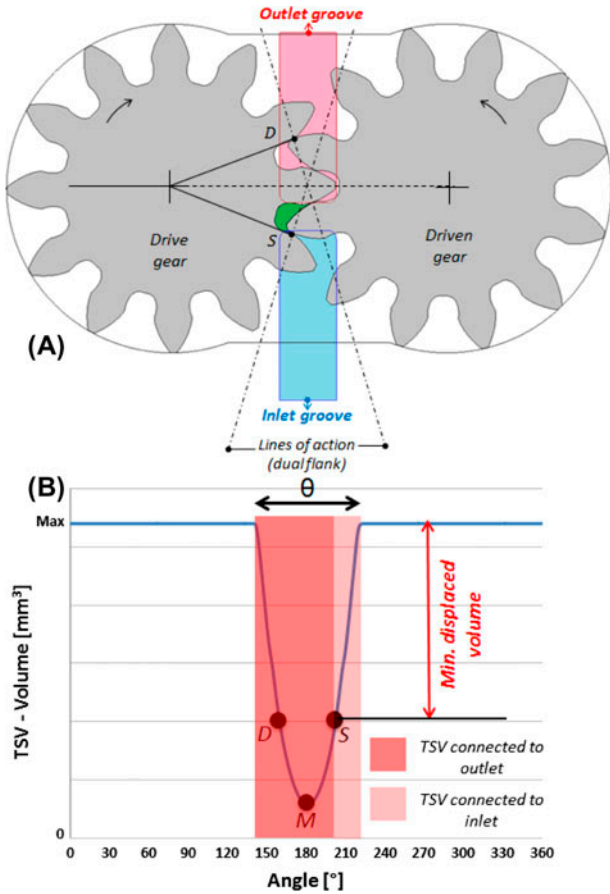 Outlet groove
D
S
Drive
gear
Driven
gear
(A)
Inlet groove
Lines of action
(dual flank)
(B)
θ
Max
Min. displaced
volume
TSV - Volume [mm³]
D
S
M
TSV connected to
outlet
TSV connected to
inlet
0
0 30 60 90 120 150 180 210 240 270 300 330 360
Angle [°]